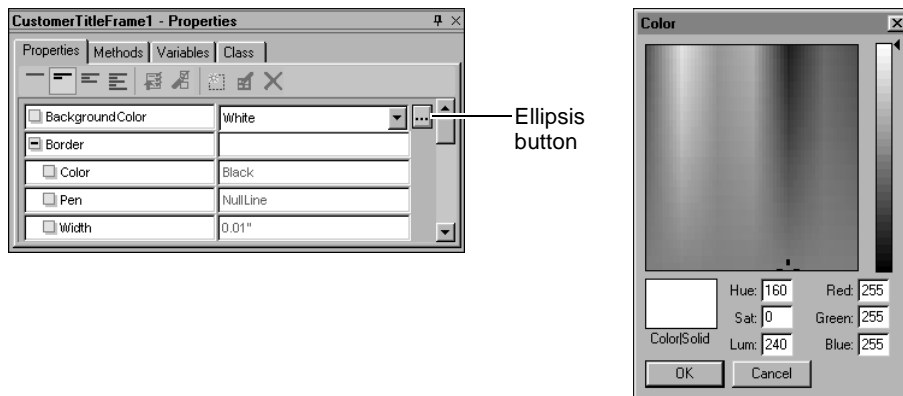 CustomerTitleFrame1 - Properties
Properties Methods Variables Class
BackgroundColor White ...
Border
Color Black
Pen NullLine
Width 0.01"
Ellipsis
button
Color
Hue: 160 Red: 255
Sat: 0 Green: 255
Color|Solid
Lum: 240 Blue: 255
OK Cancel